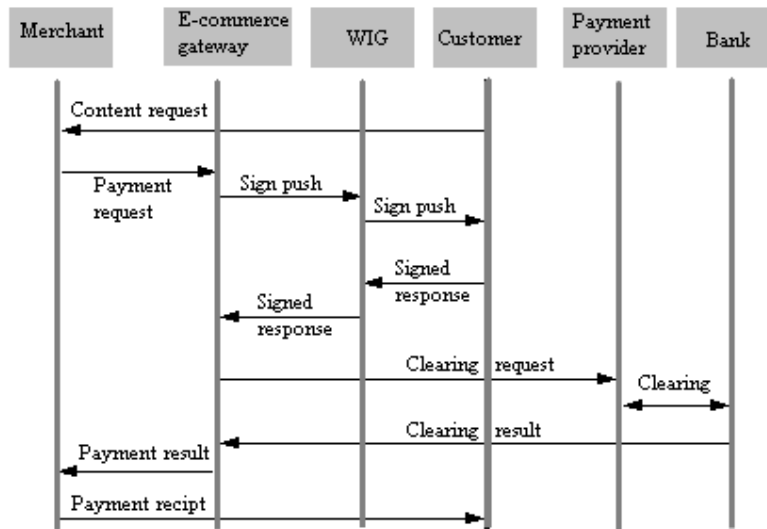 Merchant
E-commerce
gateway
WIG
Customer
Payment
provider
Bank
Content request
Payment
request
Sign push
Sign push
Signed
response
Signed
response
Clearing request
Clearing
Clearing result
Payment result
Payment recipt